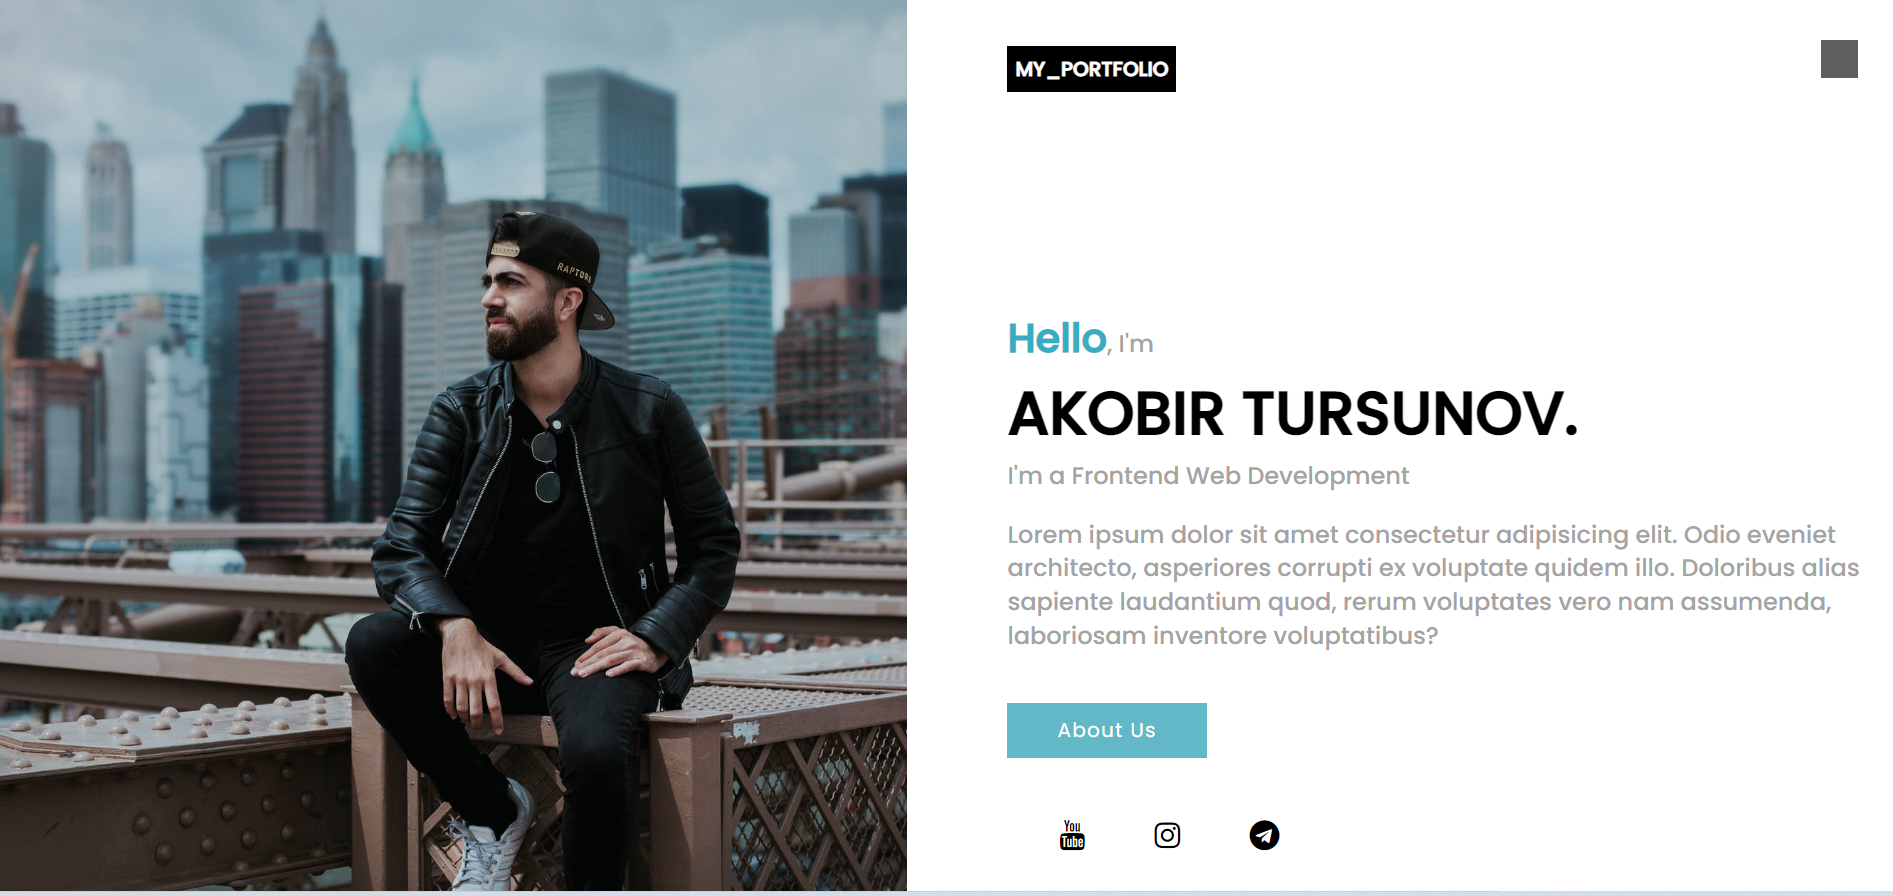 RAPTORS
MY_PORTFOLIO
Hello, I'm
AKOBIR TURSUNOV.
I'm a Frontend Web Development
Lorem ipsum dolor sit amet consectetur adipisicing elit. Odio eveniet
architecto, asperiores corrupti ex voluptate quidem illo. Doloribus alias
sapiente laudantium quod, rerum voluptates vero nam assumenda,
laboriosam inventore voluptatibus?
About Us
You
Tube